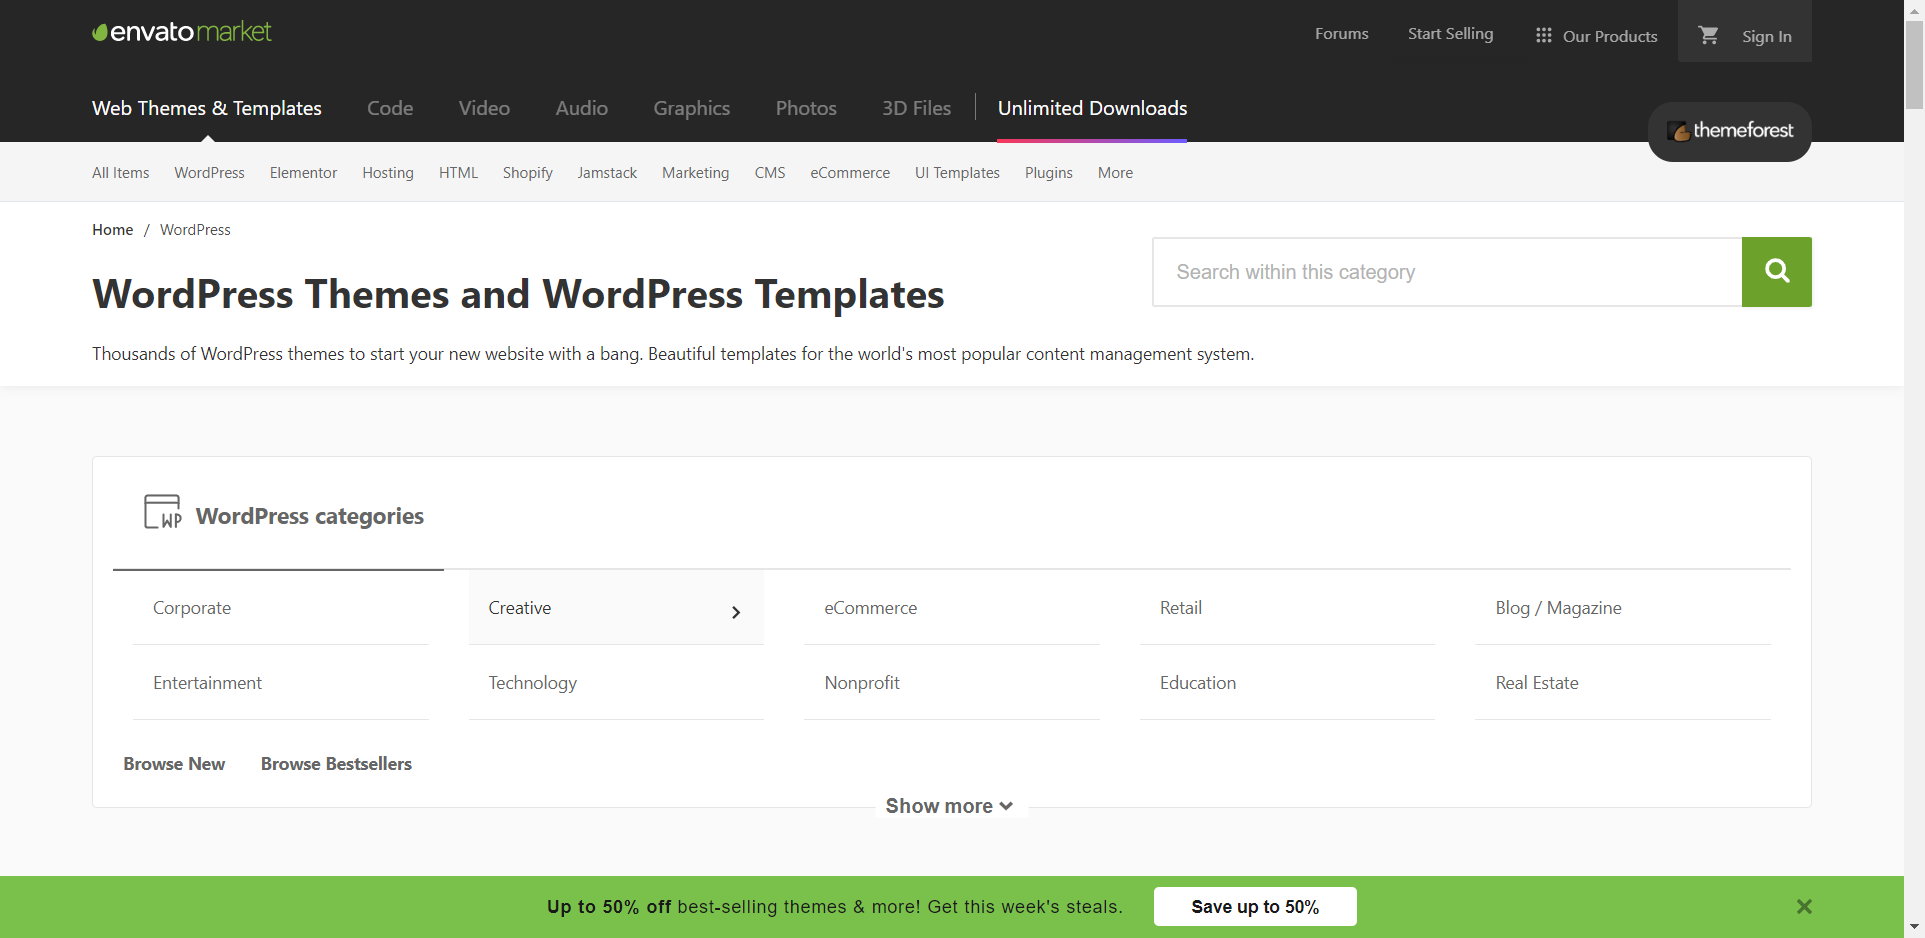 envato market
Forums Start Selling Our Products Sign In
Web Themes & Templates Code Video Audio Graphics Photos 3D Files Unlimited Downloads
themeforest
All Items WordPress Elementor Hosting HTML Shopify Jamstack Marketing CMS eCommerce UI Templates Plugins More
Home / WordPress
Search within this category
WordPress Themes and WordPress Templates
Thousands of WordPress themes to start your new website with a bang. Beautiful templates for the world's most popular content management system.
WP WordPress categories
Corporate Creative eCommerce Retail Blog / Magazine
Entertainment Technology Nonprofit Education Real Estate
Browse New Browse Bestsellers
Show more
Up to 50% off best-selling themes & more! Get this week's steals. Save up to 50%